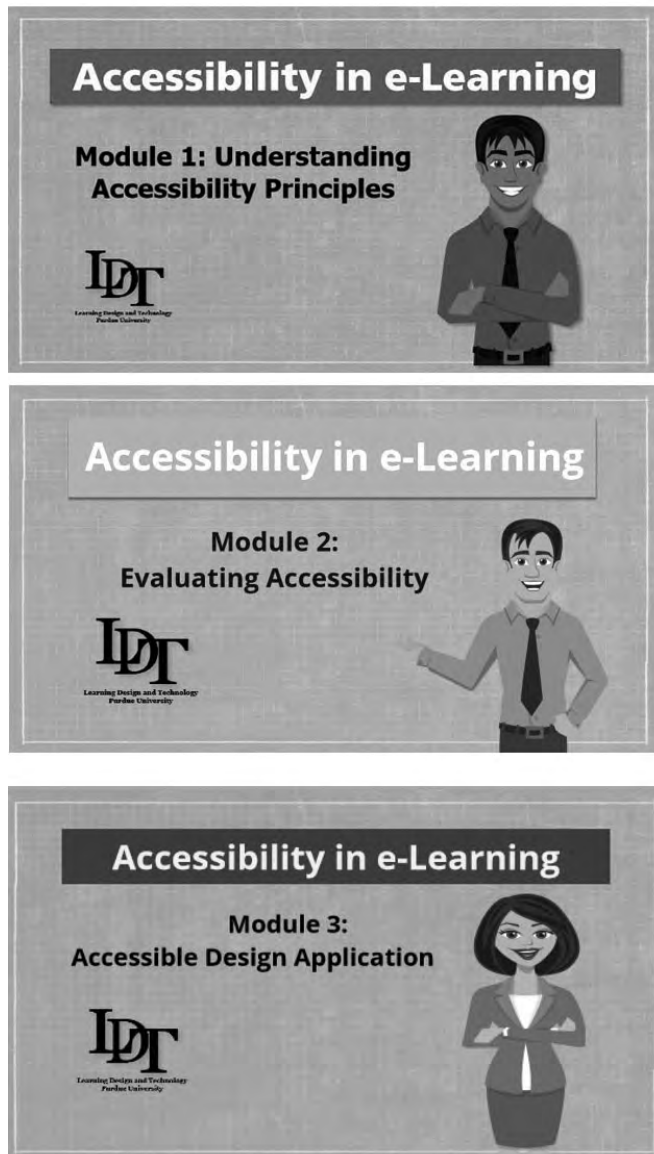 Accessibility in e-Learning
Module 1: Understanding
Accessibility Principles
IDT
Learning Design and Technology
Purdue University
Accessibility in e-Learning
Module 2:
Evaluating Accessibility
IDT
Learning Design and Technology
Purdue University
Accessibility in e-Learning
Module 3:
Accessible Design Application
IDT
Learning Design and Technology
Purdue University